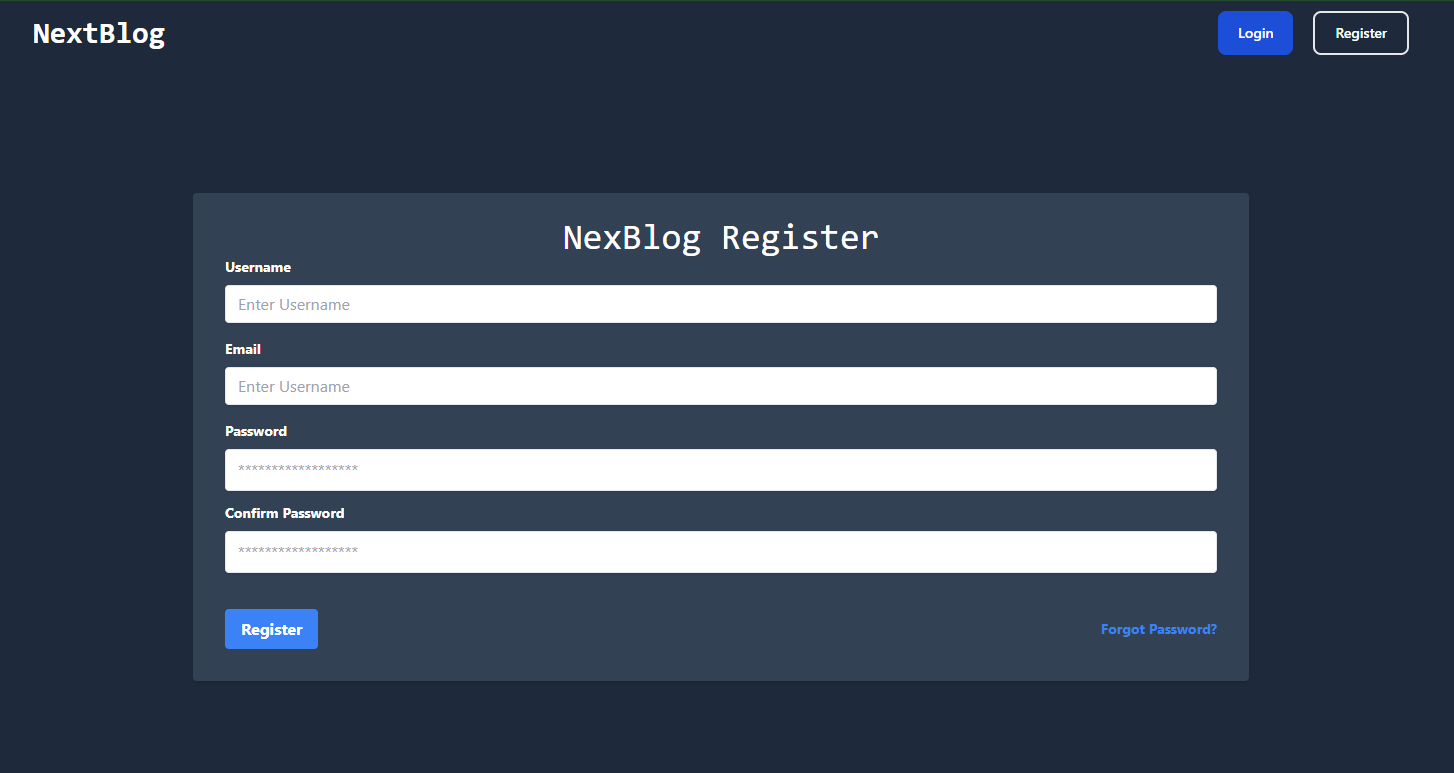 NextBlog
Login
Register
NexBlog Register
Username
Enter Username
Email
Enter Username
Password
******************
Confirm Password
******************
Register
Forgot Password?